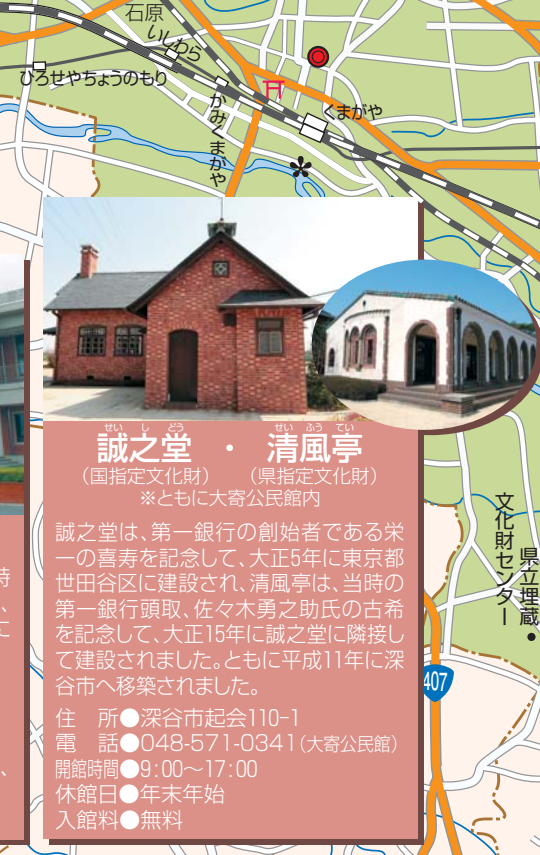 石原
いしわら
ひろせやちょうのもり
かみくまがや
くまがや
せいしどう せいふうてい
誠之堂 ・ 清風亭
（国指定文化財） （県指定文化財）
※ともに大寄公民館内
誠之堂は、第一銀行の創始者である栄
一の喜寿を記念して、大正5年に東京都
世田谷区に建設され、清風亭は、当時の
第一銀行頭取、佐々木勇之助氏の古希
を記念して、大正15年に誠之堂に隣接し
て建設されました。ともに平成11年に深
谷市へ移築されました。
住　所●深谷市起会110-1
電　話●048-571-0341（大寄公民館）
開館時間●9:00〜17:00
休館日●年末年始
入館料●無料
県立埋蔵・
文化財センター
407